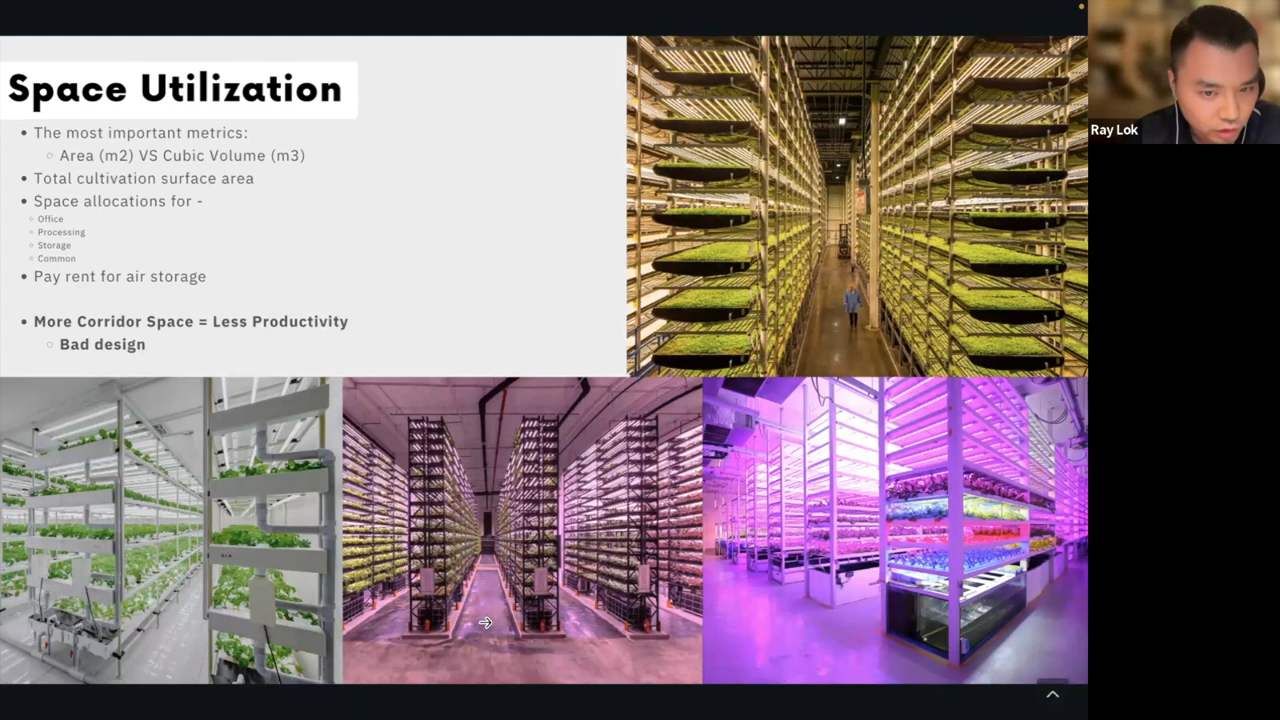 Space Utilization
The most important metrics:
Area (m2) VS Cubic Volume (m3)
Total cultivation surface area
Space allocations for -
Office
Processing
Storage
Common
Pay rent for air storage
More Corridor Space = Less Productivity
Bad design
Ray Lok